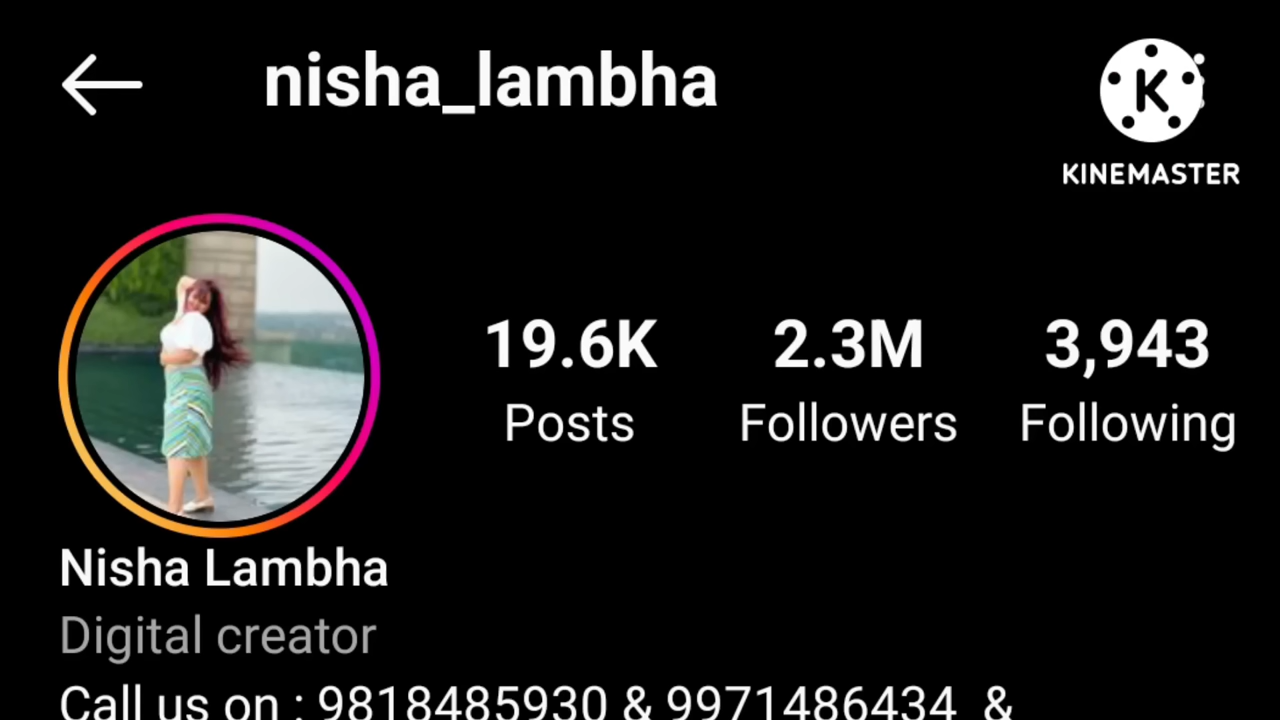 nisha_lambha
K
KINEMASTER
19.6K 2.3M 3,943
Posts Followers Following
Nisha Lambha
Digital creator
Call us on : 9818485930 & 9971486434 &